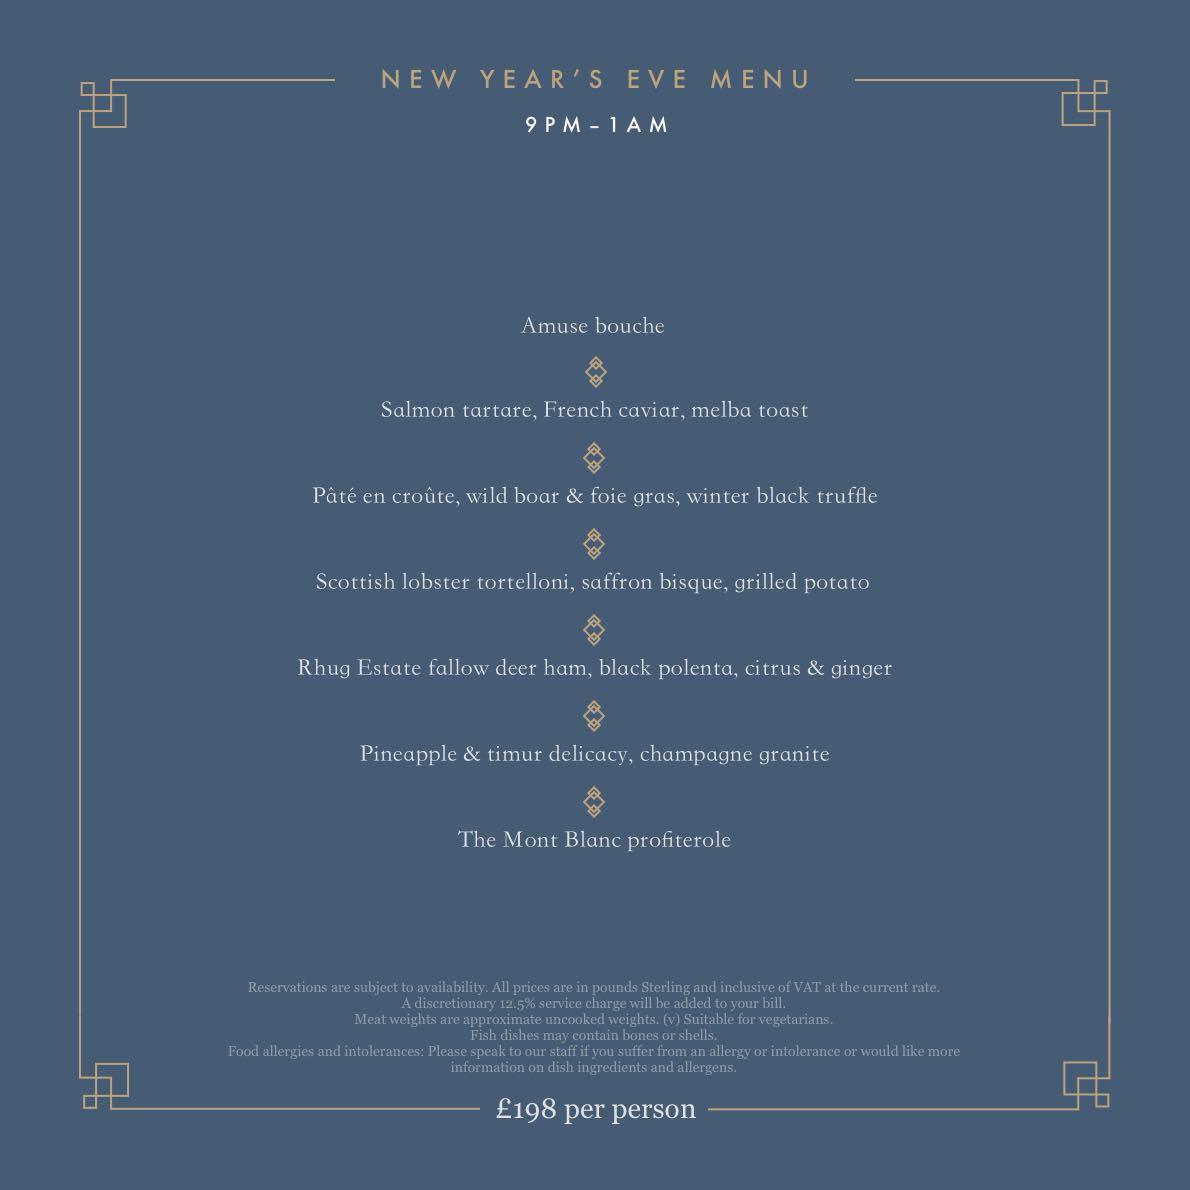 NEW YEAR'S EVE MENU
9PM–1AM
Amuse bouche
Salmon tartare, French caviar, melba toast
Pâté en croûte, wild boar & foie gras, winter black truffle
Scottish lobster tortelloni, saffron bisque, grilled potato
Rhug Estate fallow deer ham, black polenta, citrus & ginger
Pineapple & timur delicacy, champagne granite
The Mont Blanc profiterole
Reservations are subject to availability. All prices are in pounds Sterling and inclusive of VAT at the current rate.
A discretionary 12.5% service charge will be added to your bill.
Meat weights are approximate uncooked weights. (v) Suitable for vegetarians.
Fish dishes may contain bones or shells.
Food allergies and intolerances: Please speak to our staff if you suffer from an allergy or intolerance or would like more
information on dish ingredients and allergens.
£198 per person